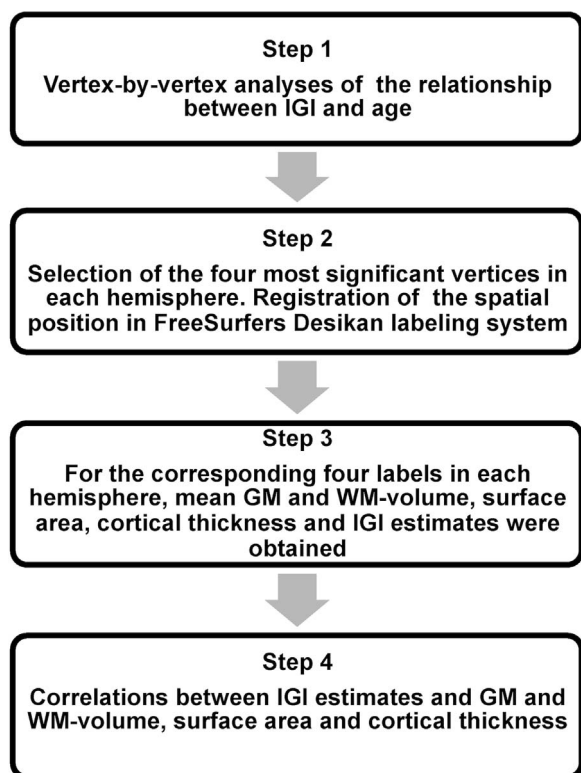 Step 1
Vertex-by-vertex analyses of the relationship
between lGI and age
Step 2
Selection of the four most significant vertices in
each hemisphere. Registration of the spatial
position in FreeSurfers Desikan labeling system
Step 3
For the corresponding four labels in each
hemisphere, mean GM and WM-volume, surface
area, cortical thickness and lGI estimates were
obtained
Step 4
Correlations between lGI estimates and GM and
WM-volume, surface area and cortical thickness